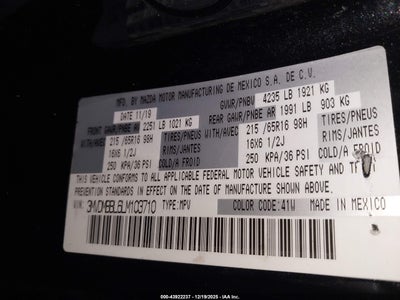 MFD. BY MAZDA MOTOR MANUFACTURING DE MEXICO S.A. DE C.V.
DATE 11/19 GVWR/PNBV 4235 LB 1921 KG
FRONT GAWR/PNBE AR 2251 LB 1021 KG REAR GAWR/PNBE AR 1991 LB 903 KG
WITH/AVEC 215 /65R16 98H TIRES/PNEUS WITH/AVEC 215 /65R16 98H TIRES/PNEUS
16X6 1/2J RIMS/JANTES 16X6 1/2J RIMS/JANTES
250 KPA/36 PSI COLD/A FROID 250 KPA/36 PSI COLD/A FROID
THIS VEHICLE CONFORMS TO ALL APPLICABLE FEDERAL MOTOR VEHICLE SAFETY AND
PREVENTION STANDARDS IN EFFECT ON THE DATE OF MANUFACTURE SHOWN ABOVE.
VIN: TYPE: MPV COLOR CODE: 41W MADE IN MEXICO
000-43922237 - 12/19/2025 - IAA, Inc.